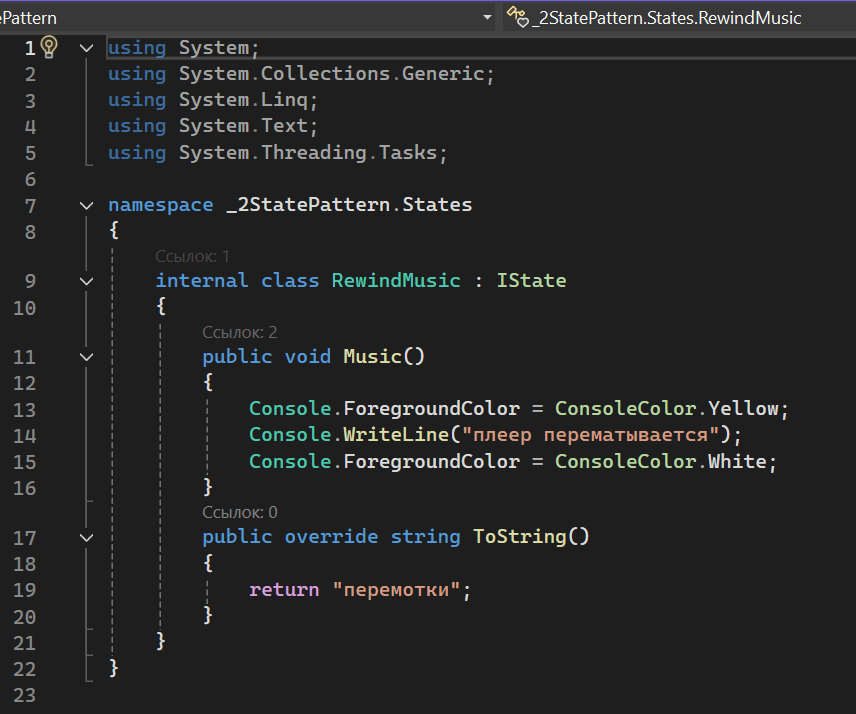 ePattern
_2StatePattern.States.RewindMusic
1 using System;
2 using System.Collections.Generic;
3 using System.Linq;
4 using System.Text;
5 using System.Threading.Tasks;
6
7 namespace _2StatePattern.States
8 {
Ссылок: 1
9 internal class RewindMusic : IState
10 {
Ссылок: 2
11 public void Music()
12 {
13 Console.ForegroundColor = ConsoleColor.Yellow;
14 Console.WriteLine("плеер перематывается");
15 Console.ForegroundColor = ConsoleColor.White;
16 }
Ссылок: 0
17 public override string ToString()
18 {
19 return "перемотки";
20 }
21 }
22 }
23